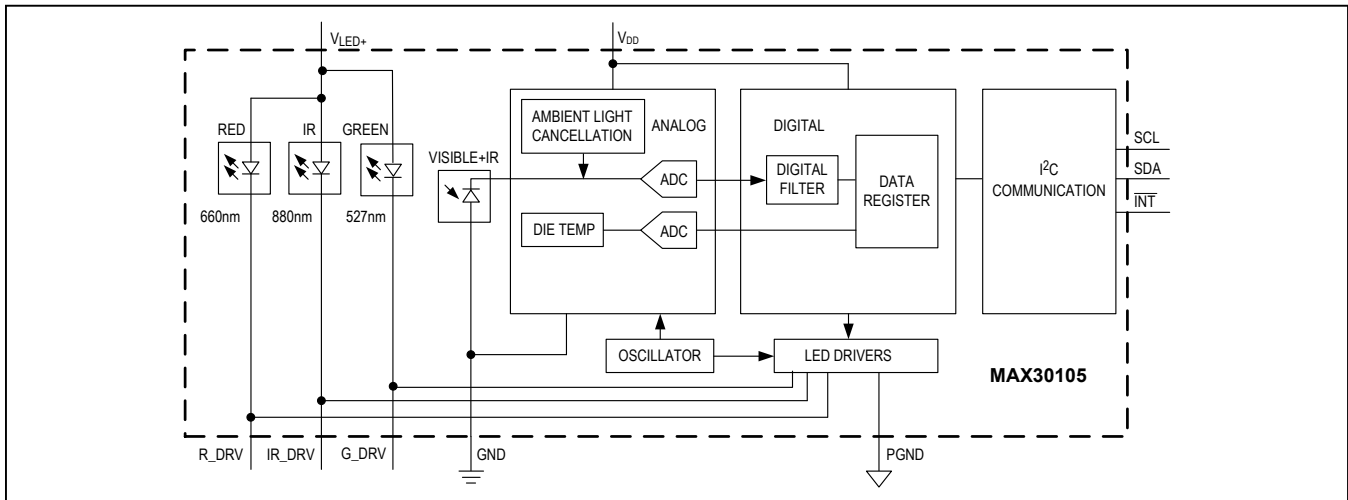 VLED+
VDD
RED
IR
GREEN
660nm
880nm
527nm
VISIBLE+IR
AMBIENT LIGHT
CANCELLATION
ANALOG
ADC
DIE TEMP
ADC
DIGITAL
DIGITAL
FILTER
DATA
REGISTER
I2C
COMMUNICATION
SCL
SDA
INT
OSCILLATOR
LED DRIVERS
MAX30105
R_DRV
IR_DRV
G_DRV
GND
PGND